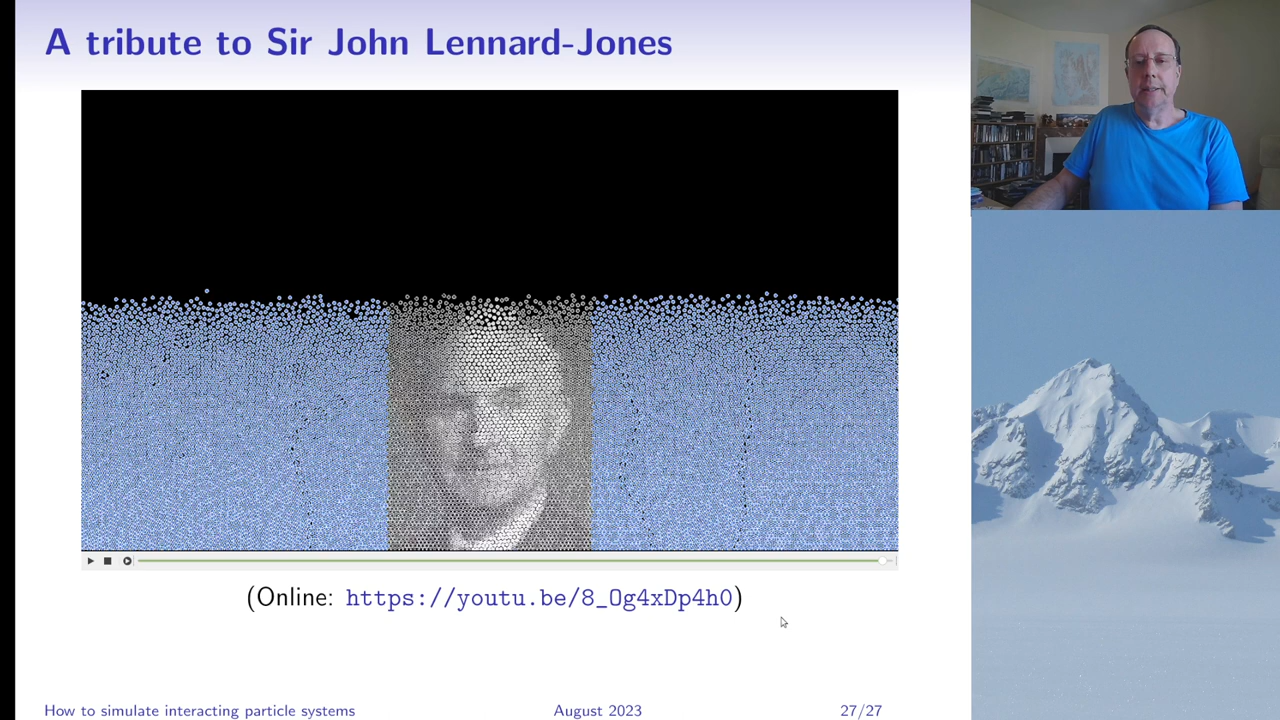 A tribute to Sir John Lennard-Jones
(Online: https://youtu.be/8_Og4xDp4h0)
How to simulate interacting particle systems
August 2023
27/27